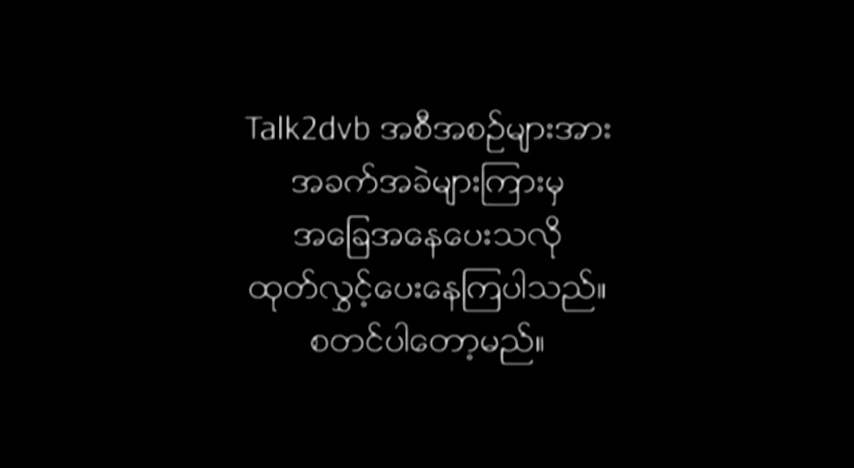 Talk2dvb အစီအစဉ်များအား
အခက်အခဲများကြားမှ
အခြေအနေပေးသလို
ထုတ်လွှင့်ပေးနေကြပါသည်။
စတင်ပါတော့မည်။